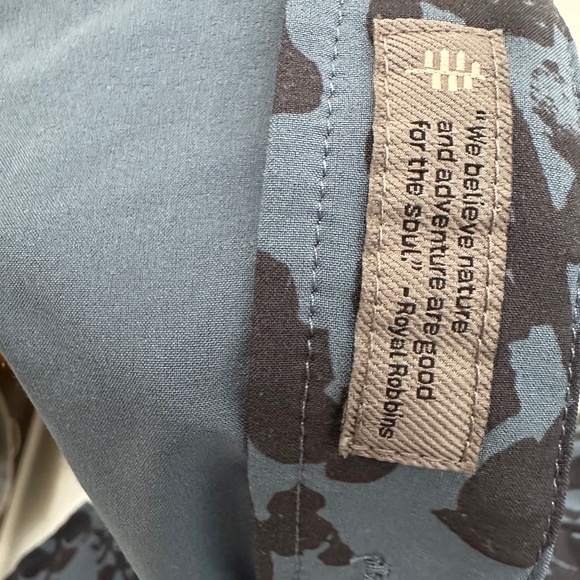 "We believe nature
and adventure are good
for the soul." - Royal Robbins